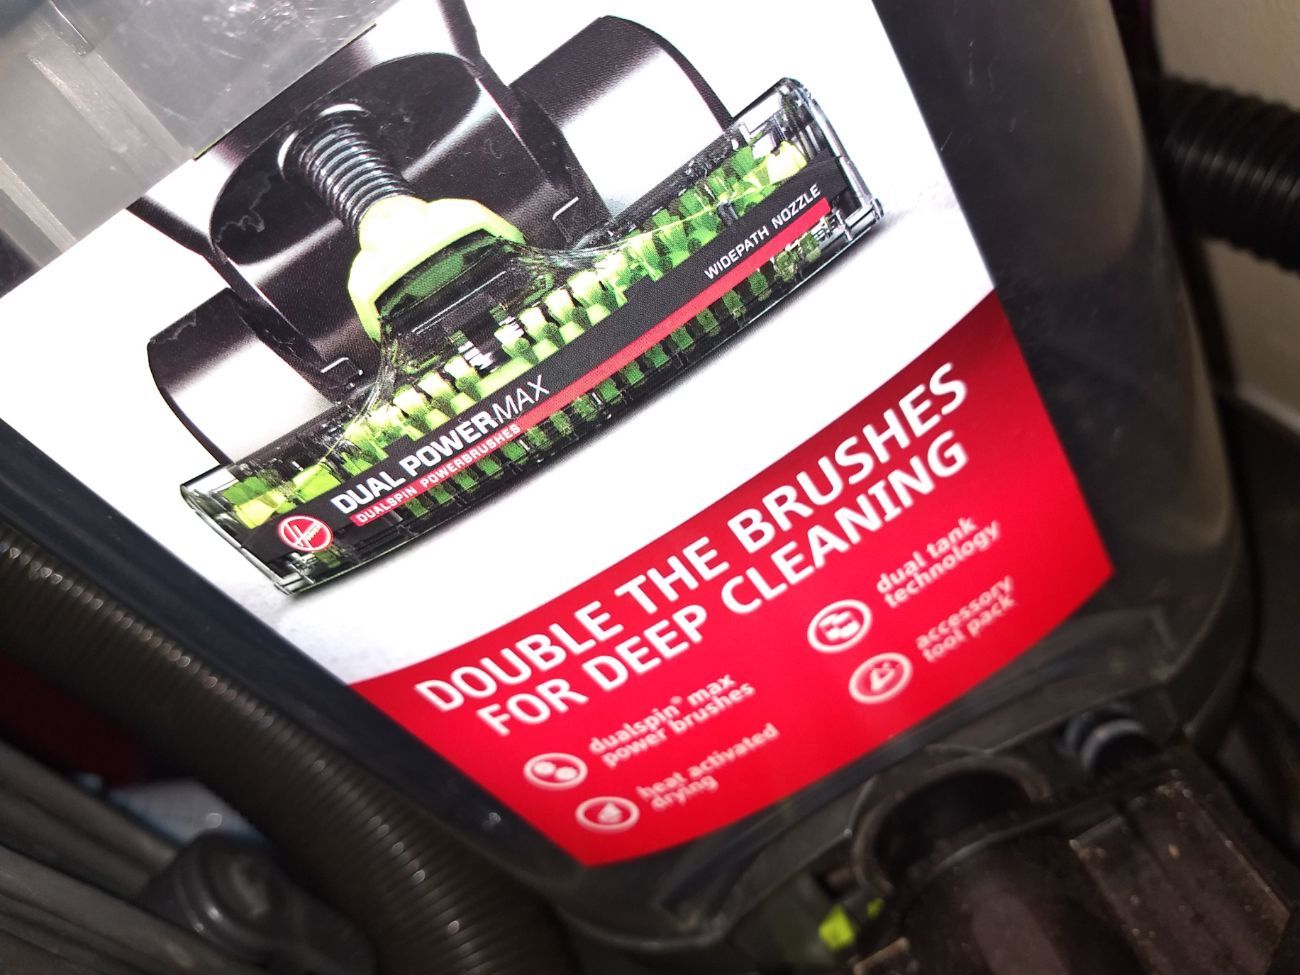 WIDEPATH NOZZLE
DUAL POWERMAX
DUALSPIN POWERBRUSHES
DOUBLE THE BRUSHES
FOR DEEP CLEANING
dualspin® max
power brushes
heat activated
drying
dual tank
technology
accessory
tool pack